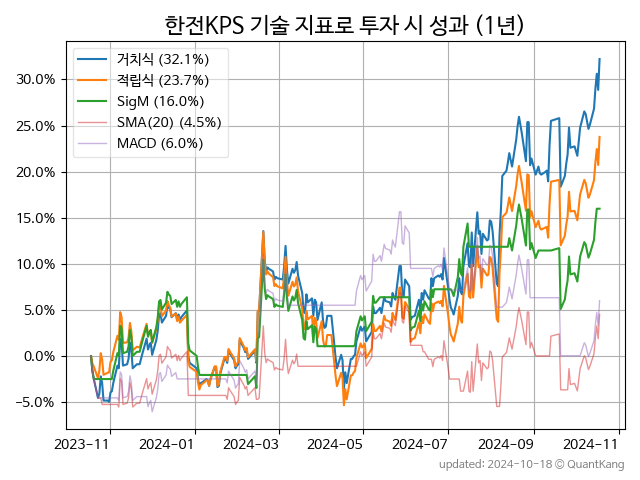 한전KPS 기술 지표로 투자 시 성과 (1년)
거치식 (32.1%)
적립식 (23.7%)
SigM (16.0%)
SMA(20) (4.5%)
MACD (6.0%)
30.0%
25.0%
20.0%
15.0%
10.0%
5.0%
0.0%
−5.0%
2023-11 2024-01 2024-03 2024-05 2024-07 2024-09 2024-11
updated: 2024-10-18 ⓒ QuantKang